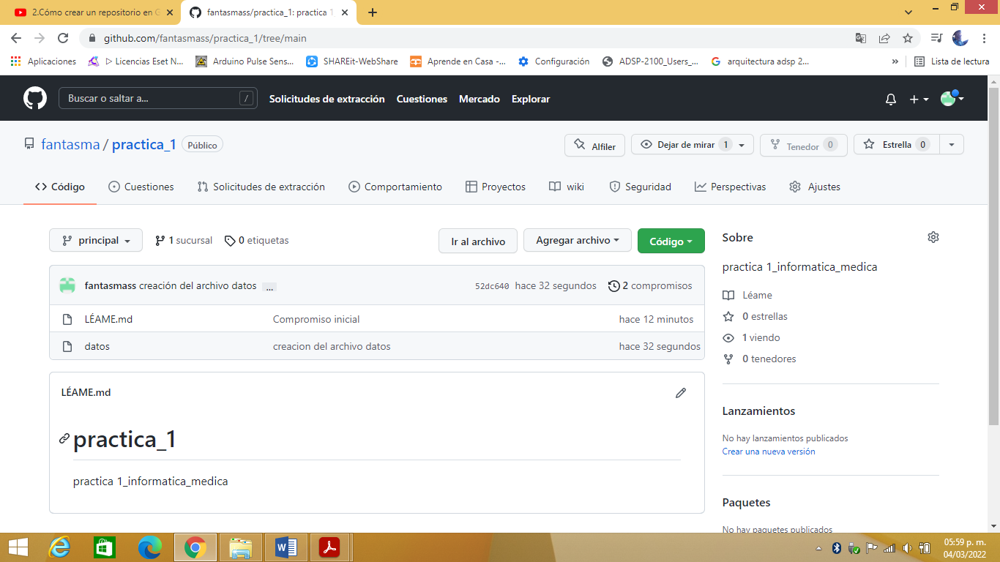 2.Cómo crear un repositorio en G
fantasmass/practica_1: practica 1
github.com/fantasmass/practica_1/tree/main
Aplicaciones
▷ Licencias Eset N...
Arduino Pulse Sens...
SHAREit-WebShare
Aprende en Casa -...
Configuración
ADSP-2100_Users_...
arquitectura adsp 2...
»
Lista de lectura
Buscar o saltar a...
/
Solicitudes de extracción
Cuestiones
Mercado
Explorar
fantasma / practica_1
Público
Alfiler
Dejar de mirar 1
Tenedor 0
Estrella 0
Código
Cuestiones
Solicitudes de extracción
Comportamiento
Proyectos
wiki
Seguridad
Perspectivas
Ajustes
principal
1 sucursal
0 etiquetas
Ir al archivo
Agregar archivo
Código
fantasmass creación del archivo datos ...
52dc640 hace 32 segundos
2 compromisos
LÉAME.md
Compromiso inicial
hace 12 minutos
datos
creacion del archivo datos
hace 32 segundos
LÉAME.md
practica_1
practica 1_informatica_medica
Sobre
practica 1_informatica_medica
Léame
0 estrellas
1 viendo
0 tenedores
Lanzamientos
No hay lanzamientos publicados
Crear una nueva versión
Paquetes
No hay paquetes publicados
05:59 p. m.
04/03/2022